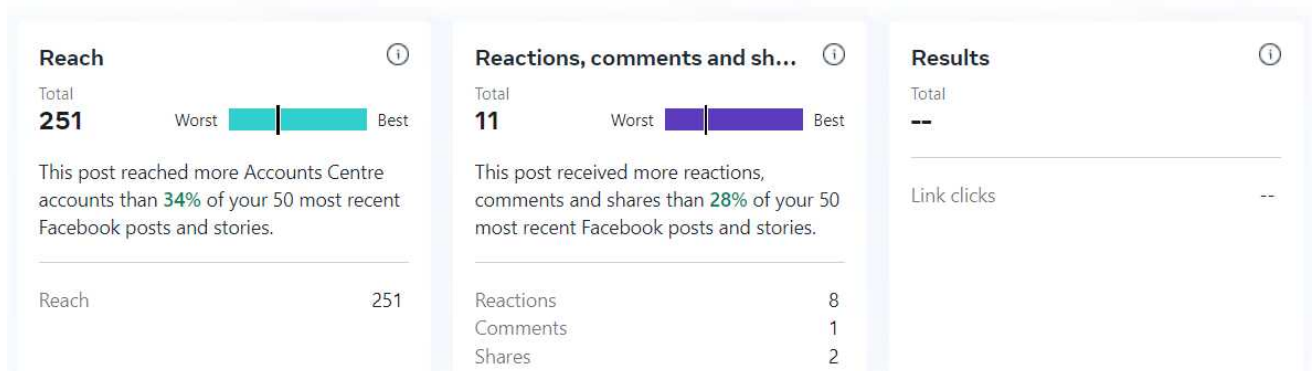 Reach
Total
251
Worst
Best
This post reached more Accounts Centre
accounts than 34% of your 50 most recent
Facebook posts and stories.
Reach 251
Reactions, comments and sh...
Total
11
Worst
Best
This post received more reactions,
comments and shares than 28% of your 50
most recent Facebook posts and stories.
Reactions 8
Comments 1
Shares 2
Results
Total
--
Link clicks --